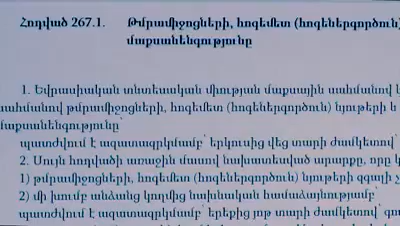 Հոդված 267.1. Թմրամիջոցների, հոգեմետ (հոգեներգործուն)
մաքսանենգությունը
1. Եվրասիական տնտեսական միության մաքսային սահմանով կ
սահմանով թմրամիջոցների, հոգեմետ (հոգեներգործուն) նյութերի և
մաքսանենգությունը՝
պատժվում է ազատազրկմամբ՝ երկուսից վեց տարի ժամկետով՝
2. Սույն հոդվածի առաջին մասով նախատեսված արարքը, որը կ
1) թմրամիջոցների, հոգեմետ (հոգեներգործուն) նյութերի զգալի չ
2) մի խումբ անձանց կողմից նախնական համաձայնությամբ՝
պատժվում է ազատազրկմամբ՝ երեքից յոթ տարի ժամկետով՝ գու